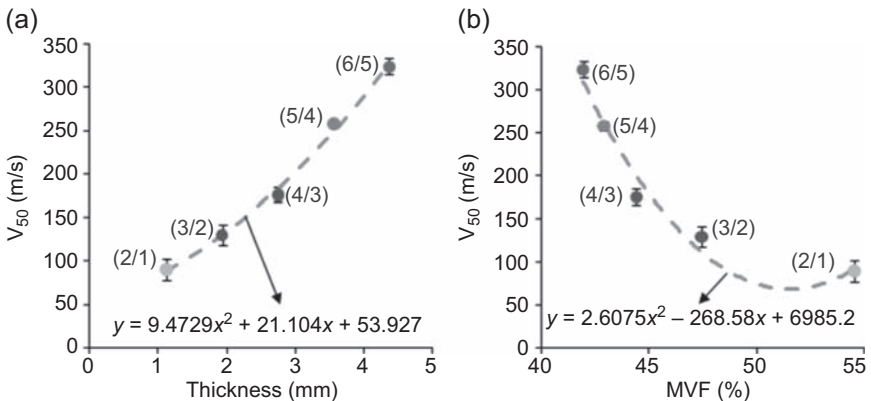 (a)
V50 (m/s)
350
300
250
200
150
100
50
0
(6/5)
(5/4)
(4/3)
(3/2)
(2/1)
y = 9.4729x² + 21.104x + 53.927
0 1 2 3 4 5
Thickness (mm)
(b)
V50 (m/s)
350
300
250
200
150
100
50
0
(6/5)
(5/4)
(4/3)
(3/2)
(2/1)
y = 2.6075x² – 268.58x + 6985.2
40 45 50 55
MVF (%)